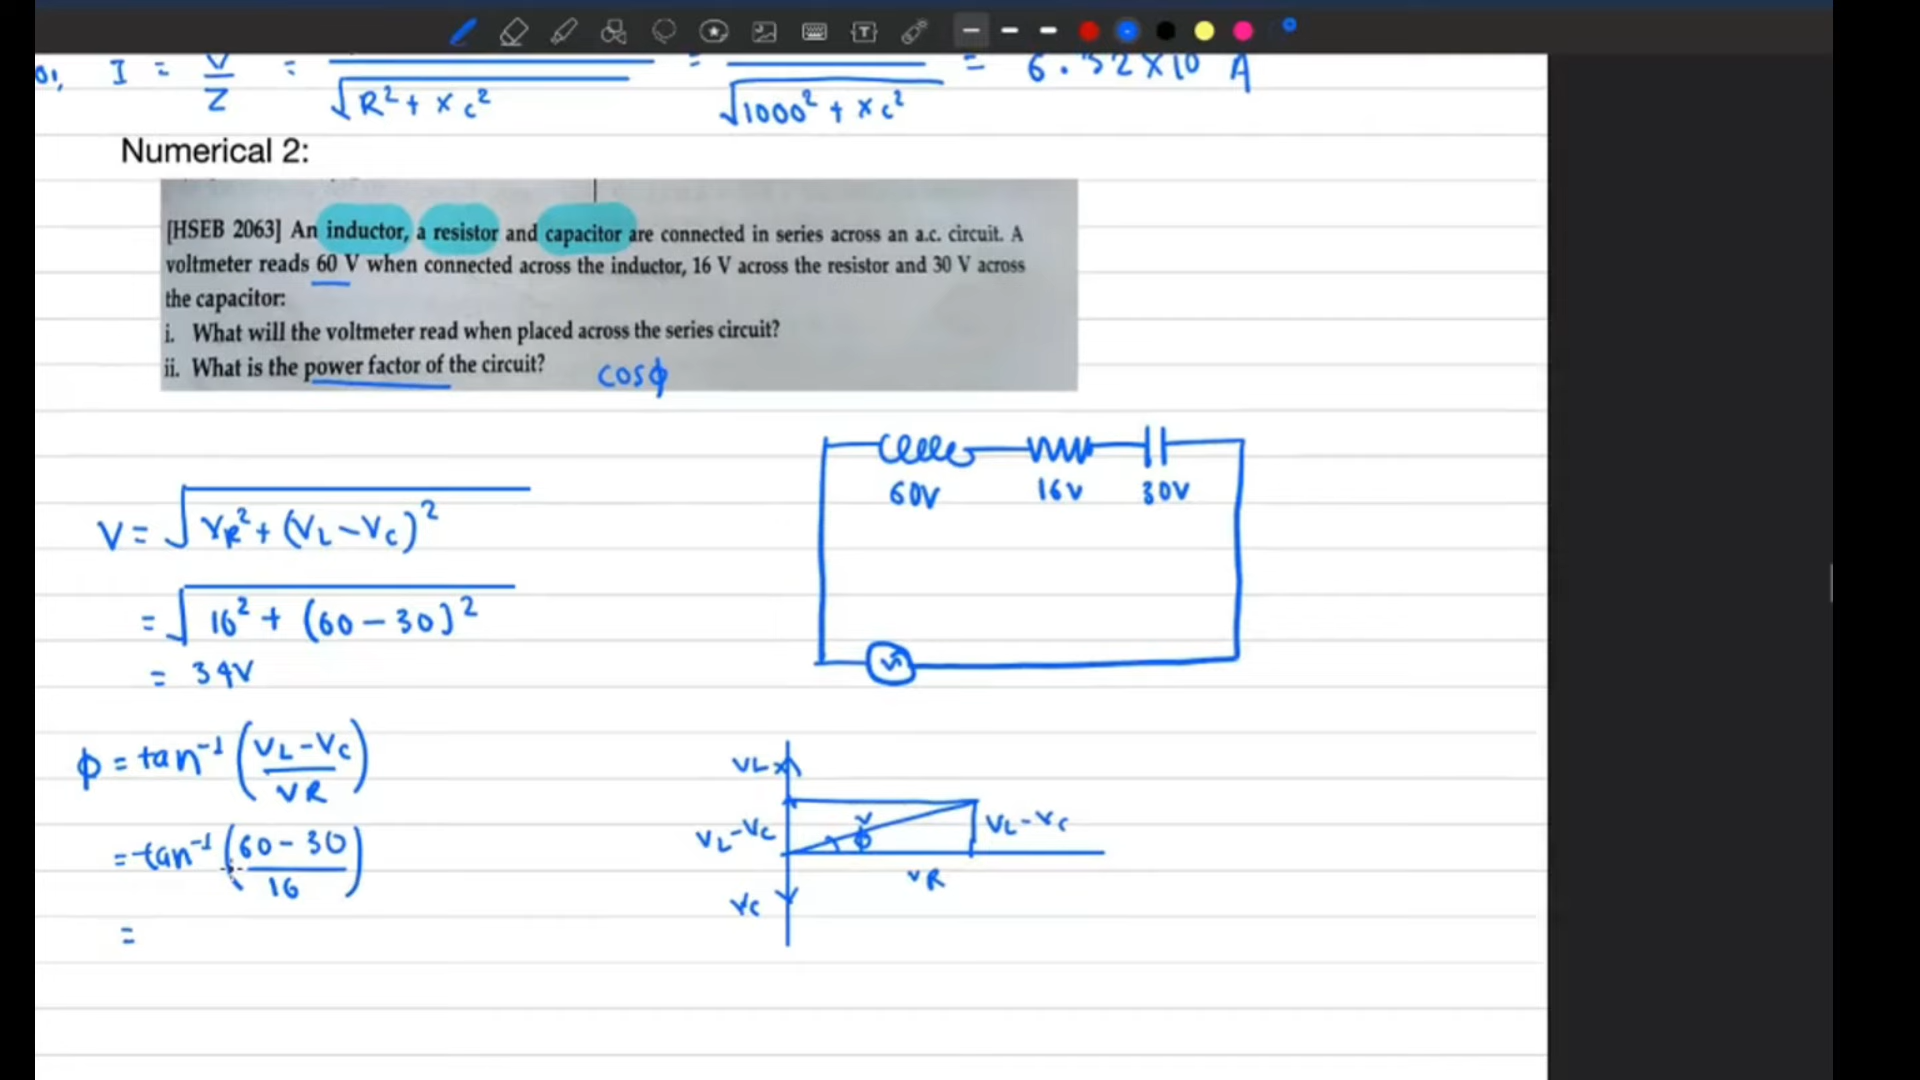 I = V/Z = /√R²+Xc² = /√1000²+Xc² = 6.32×10 A
Numerical 2:
[HSEB 2063] An inductor, a resistor and capacitor are connected in series across an a.c. circuit. A
voltmeter reads 60 V when connected across the inductor, 16 V across the resistor and 30 V across
the capacitor:
i. What will the voltmeter read when placed across the series circuit?
ii. What is the power factor of the circuit?
cosϕ
60V 16V 30V
V = √VR²+(VL-VC)²
= √16²+(60-30)²
= 34V
ϕ = tan⁻¹(VL-VC/VR)
= tan⁻¹(60-30/16)
=
VL
VL-VC
V
ϕ
VL-VC
VR
VC